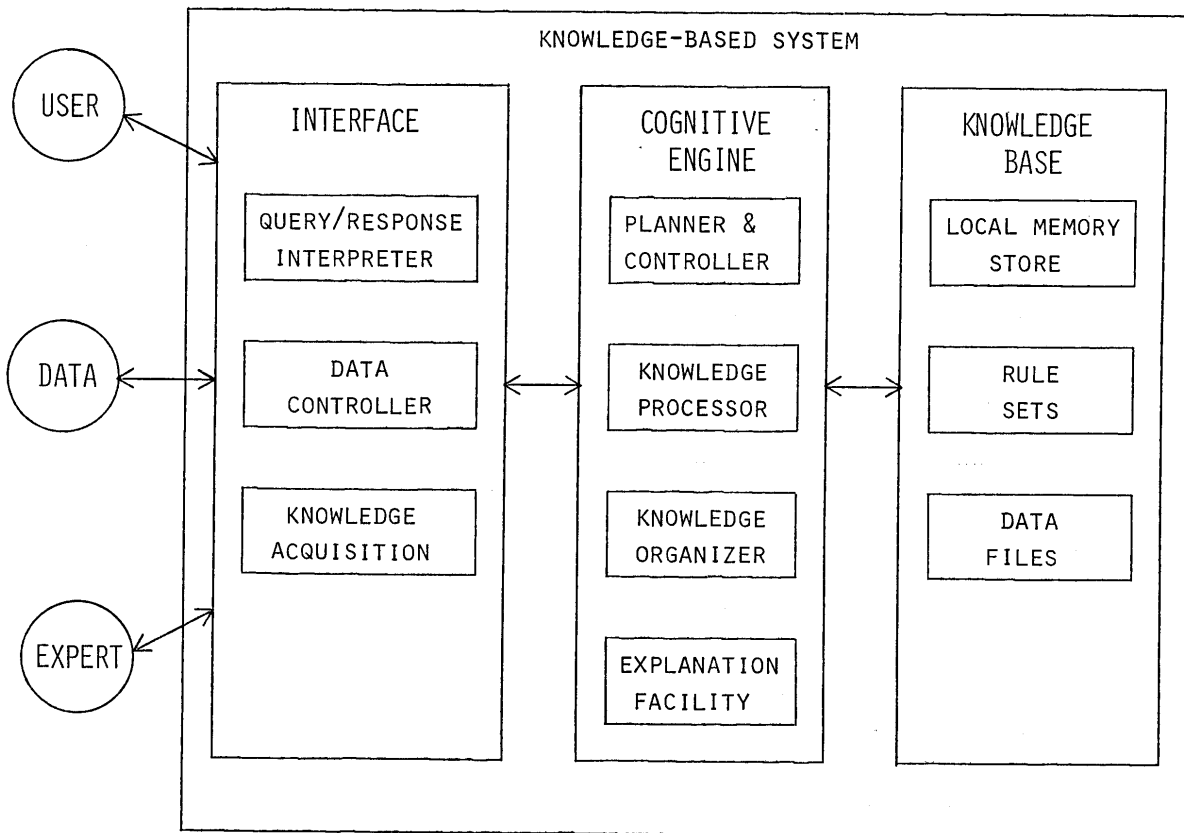 KNOWLEDGE-BASED SYSTEM
USER
DATA
EXPERT
INTERFACE
QUERY/RESPONSE
INTERPRETER
DATA
CONTROLLER
KNOWLEDGE
ACQUISITION
COGNITIVE
ENGINE
PLANNER &
CONTROLLER
KNOWLEDGE
PROCESSOR
KNOWLEDGE
ORGANIZER
EXPLANATION
FACILITY
KNOWLEDGE
BASE
LOCAL MEMORY
STORE
RULE
SETS
DATA
FILES